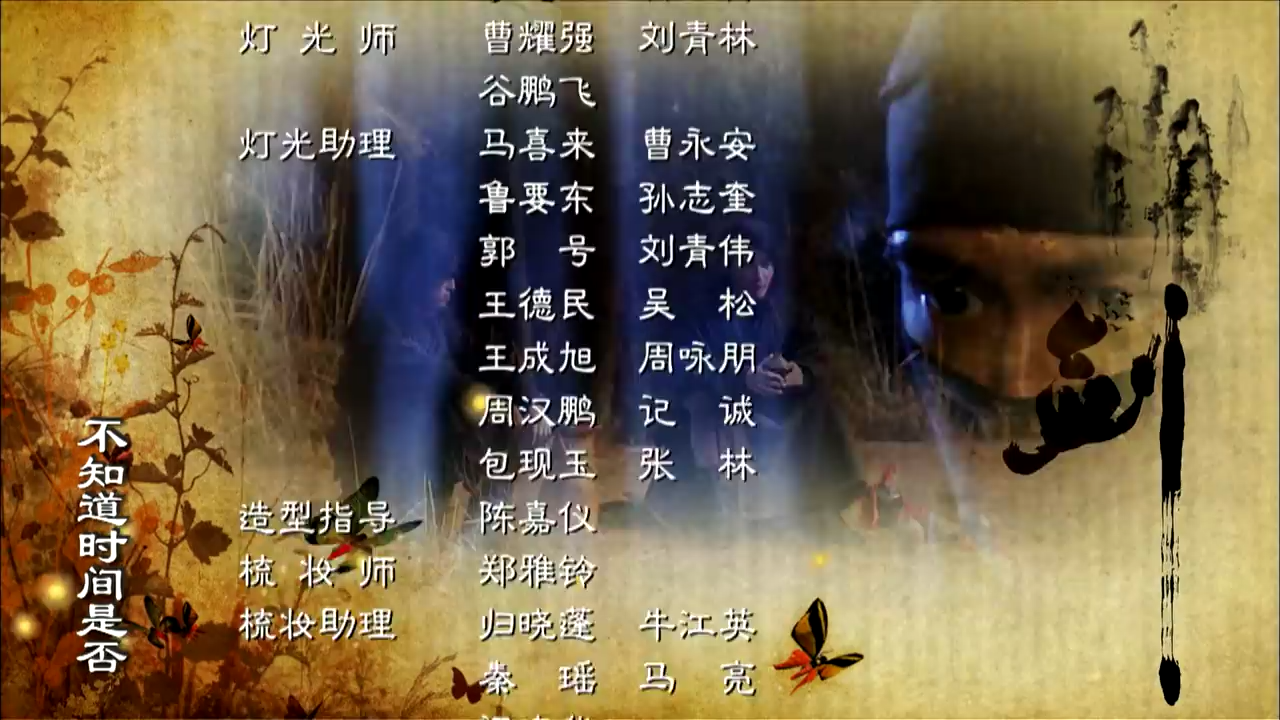 灯光师 曹耀强 刘青林
谷鹏飞
灯光助理 马喜来 曹永安
鲁要东 孙志奎
郭号 刘青伟
王德民 吴松
王成旭 周咏朋
周汉鹏 记诚
包现玉 张林
造型指导 陈嘉仪
梳妆师 郑雅铃
梳妆助理 归晓蓬 牛江英
秦瑶 马亮
不知道时间是否